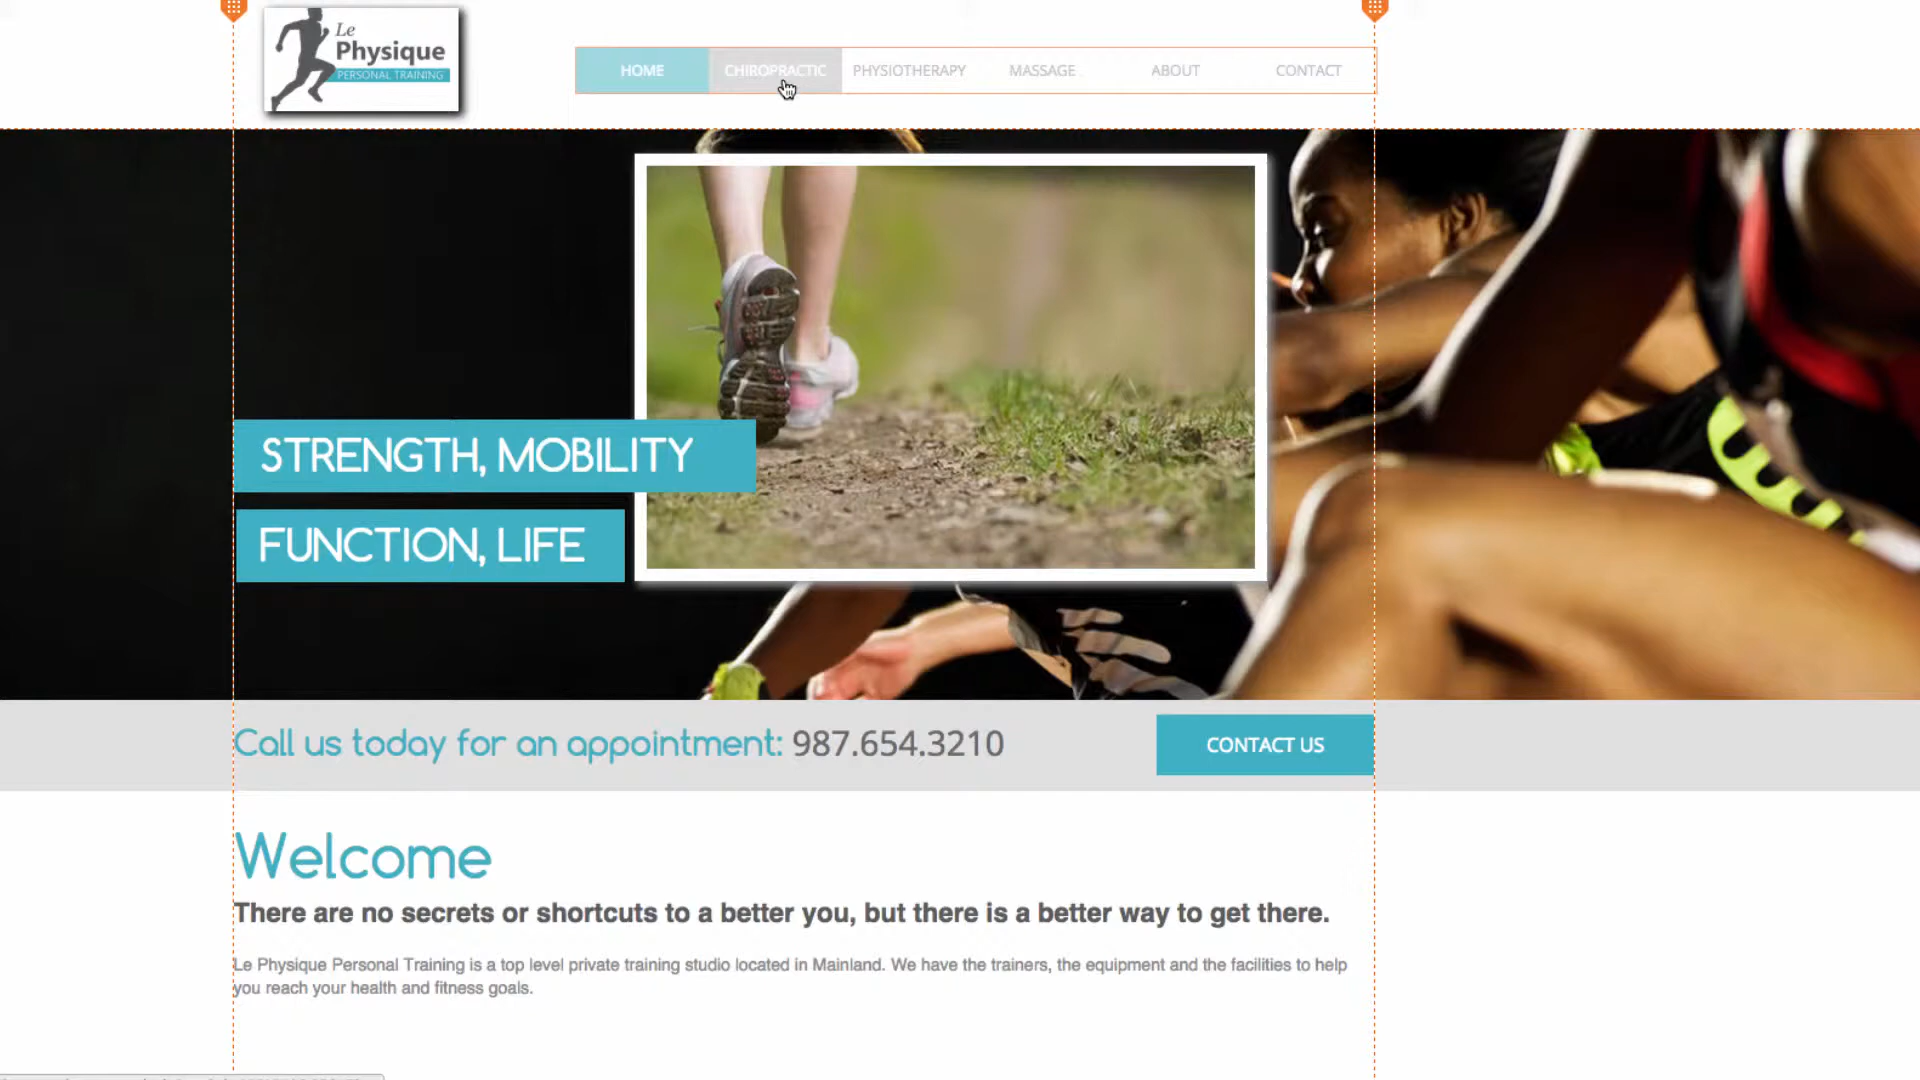 Le
Physique
PERSONAL TRAINING
HOME CHIROPRACTIC PHYSIOTHERAPY MASSAGE ABOUT CONTACT
STRENGTH, MOBILITY
FUNCTION, LIFE
Call us today for an appointment: 987.654.3210
CONTACT US
Welcome
There are no secrets or shortcuts to a better you, but there is a better way to get there.
Le Physique Personal Training is a top level private training studio located in Mainland. We have the trainers, the equipment and the facilities to help
you reach your health and fitness goals.